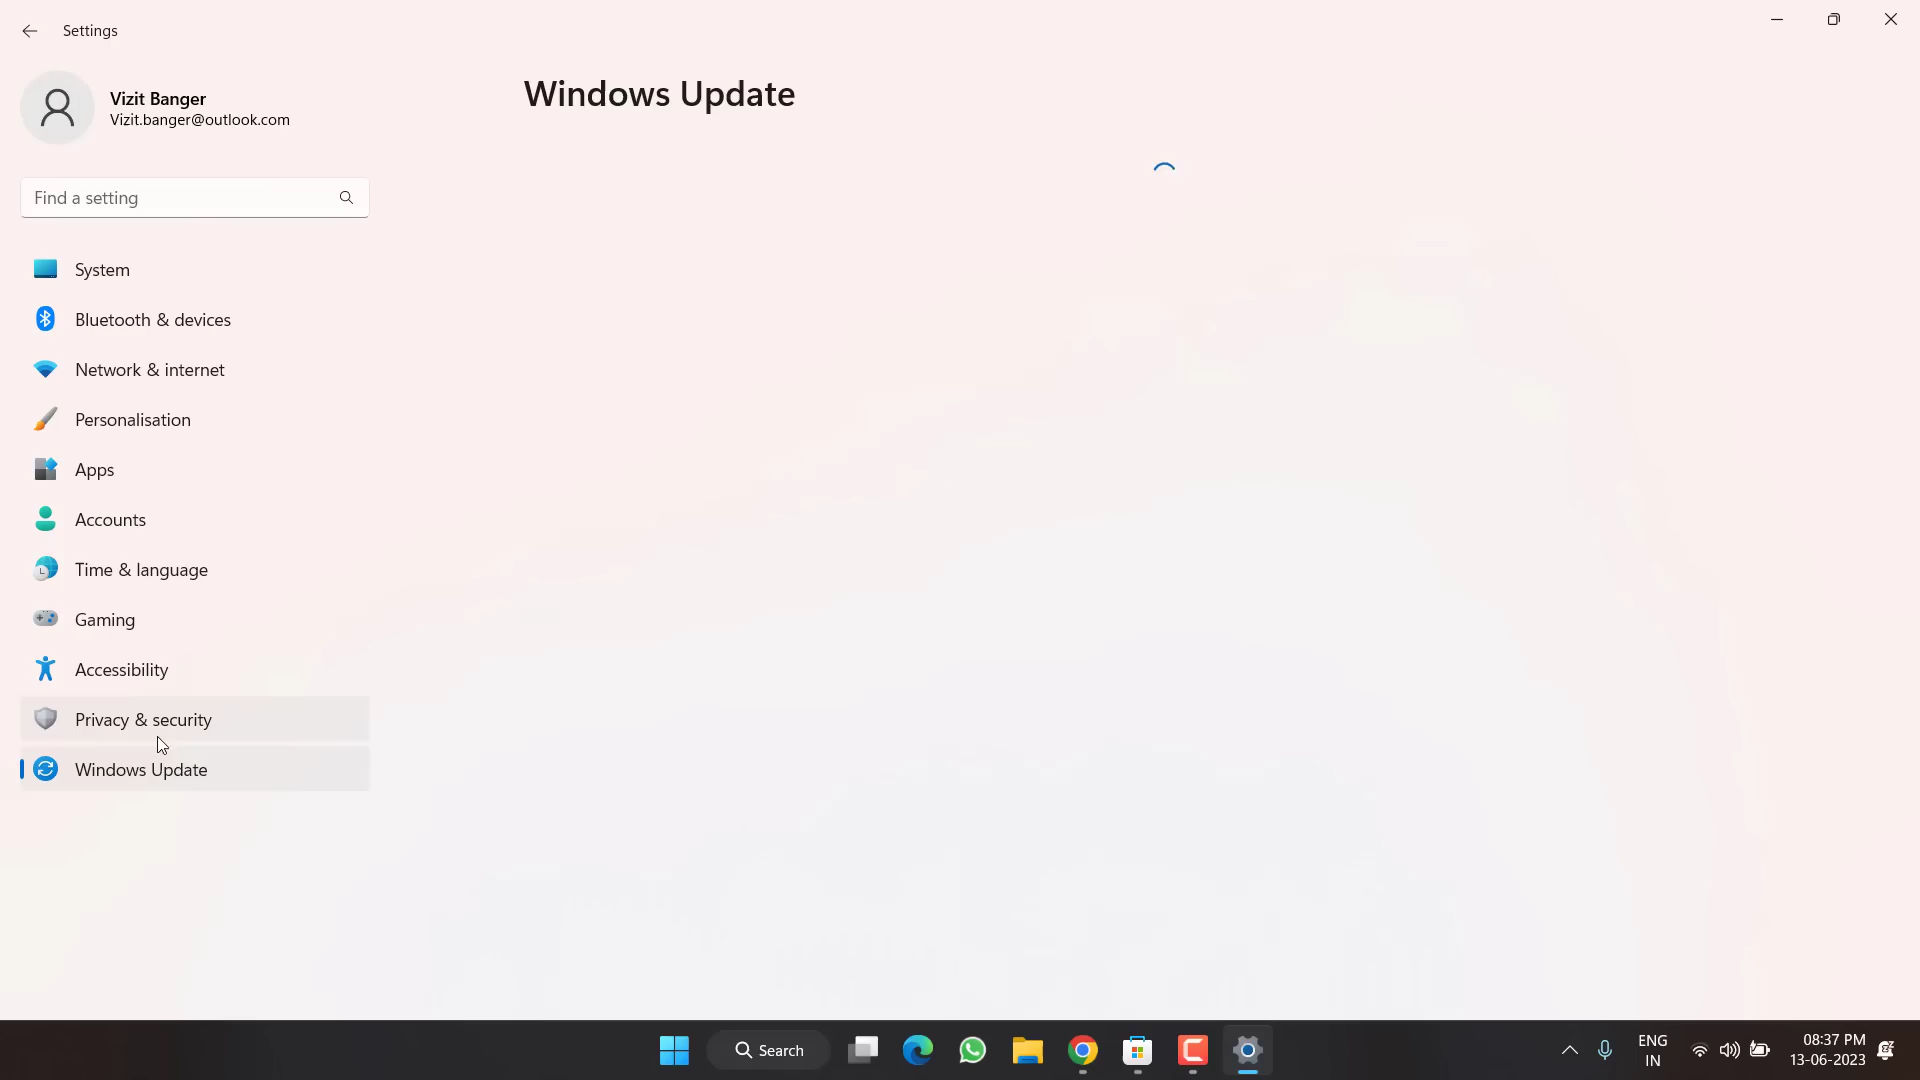 Settings
Vizit Banger
Vizit.banger@outlook.com
Find a setting
System
Bluetooth & devices
Network & internet
Personalisation
Apps
Accounts
Time & language
Gaming
Accessibility
Privacy & security
Windows Update
Windows Update
Search
ENG
IN
08:37 PM
13-06-2023